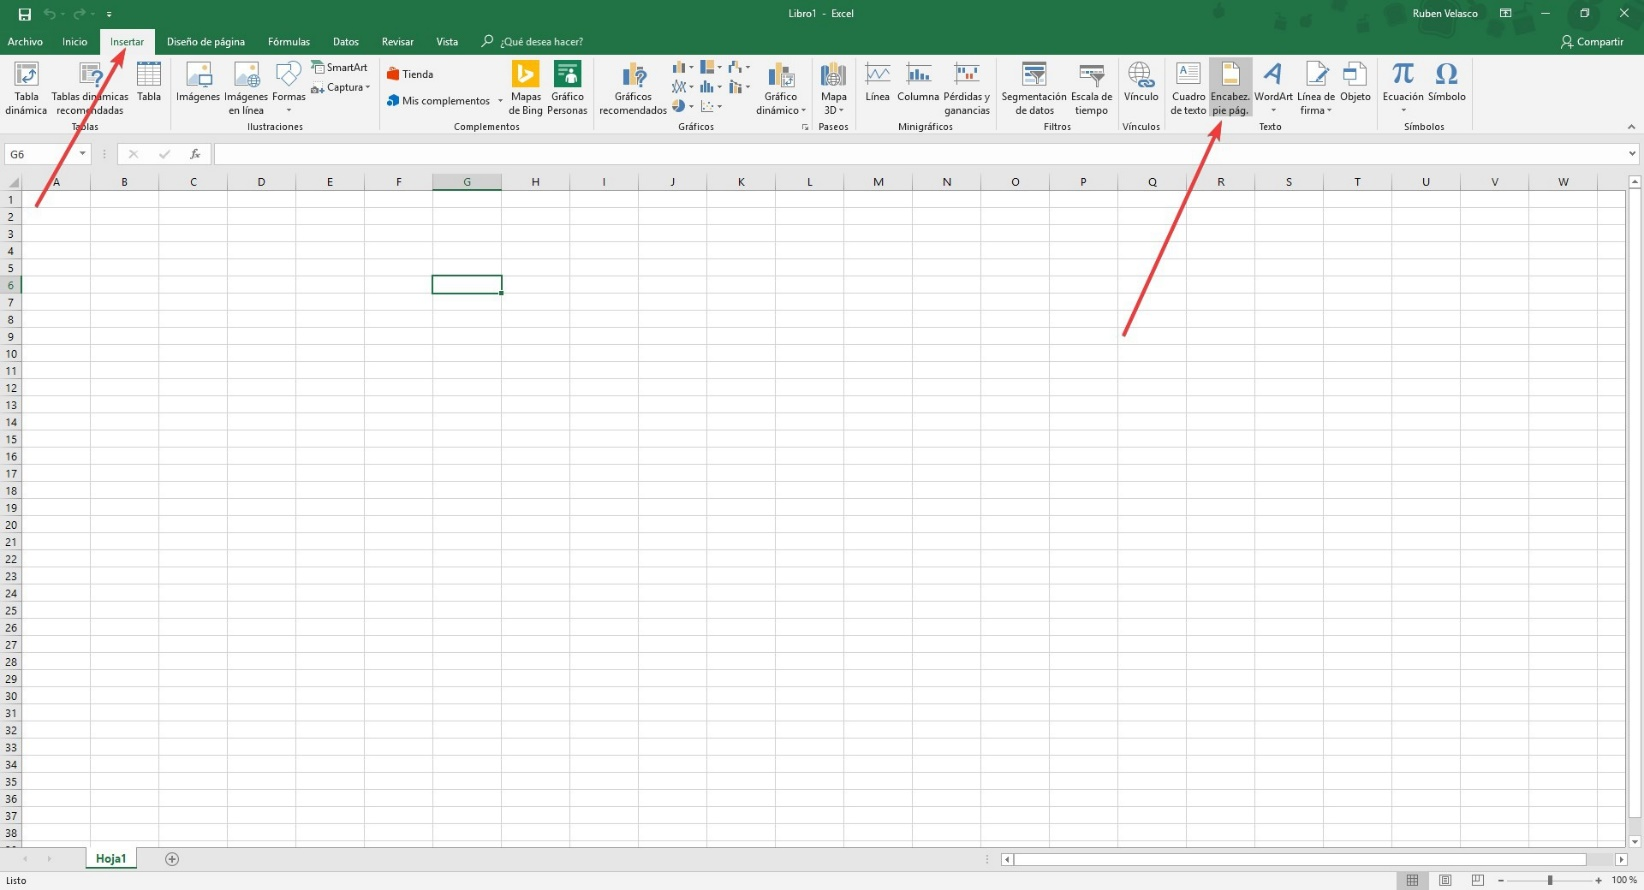 Libro1 - Excel
Ruben Velasco
Archivo Inicio Insertar Diseño de página Fórmulas Datos Revisar Vista ¿Qué desea hacer? Compartir
Tabla dinámica
Tablas dinámicas recomendadas
Tabla
Tablas
Imágenes
Imágenes en línea
Formas
SmartArt
Captura
Ilustraciones
Tienda
Mis complementos
Mapas de Bing
Gráfico Personas
Complementos
Gráficos recomendados
Gráfico dinámico
Gráficos
Mapa 3D
Paseos
Línea
Columna
Pérdidas y ganancias
Minigráficos
Segmentación de datos
Escala de tiempo
Filtros
Vínculo
Vínculos
Cuadro de texto
Encabez. pie pág.
WordArt
Línea de firma
Objeto
Texto
Ecuación
Símbolo
Símbolos
G6
fx
A B C D E F G H I J K L M N O P Q R S T U V W
1
2
3
4
5
6
7
8
9
10
11
12
13
14
15
16
17
18
19
20
21
22
23
24
25
26
27
28
29
30
31
32
33
34
35
36
37
38
Hoja1
Listo
100 %